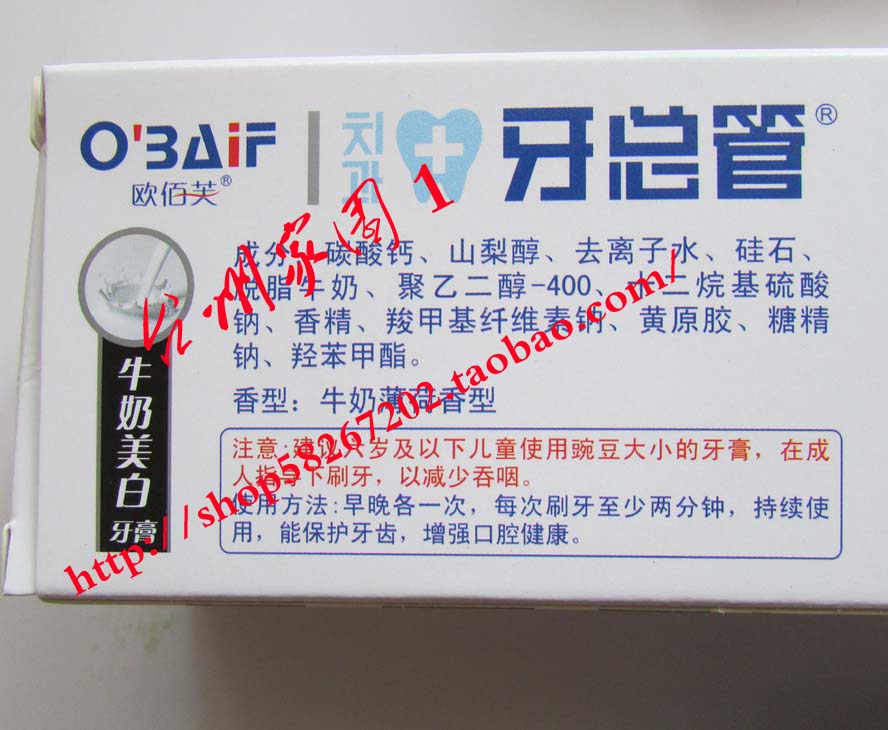 O'BAiF
欧佰芙®
치과
牙总管®
成分:碳酸钙、山梨醇、去离子水、硅石、
脱脂牛奶、聚乙二醇-400、十二烷基硫酸
钠、香精、羧甲基纤维素钠、黄原胶、糖精
钠、羟苯甲酯。
香型：牛奶薄荷香型
注意:建议六岁及以下儿童使用豌豆大小的牙膏，在成
人指导下刷牙，以减少吞咽。
使用方法:早晚各一次，每次刷牙至少两分钟，持续使
用，能保护牙齿，增强口腔健康。
牛奶美白
牙膏
台州家园1
http://shop58267202.taobao.com/